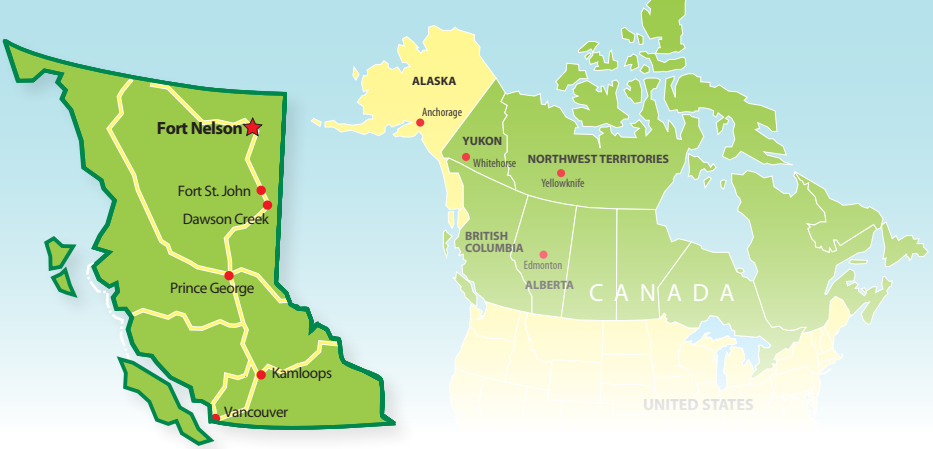 Fort Nelson
Fort St. John
Dawson Creek
Prince George
Kamloops
Vancouver
ALASKA
Anchorage
YUKON
Whitehorse
NORTHWEST TERRITORIES
Yellowknife
BRITISH
COLUMBIA
Edmonton
ALBERTA
CANADA
UNITED STATES